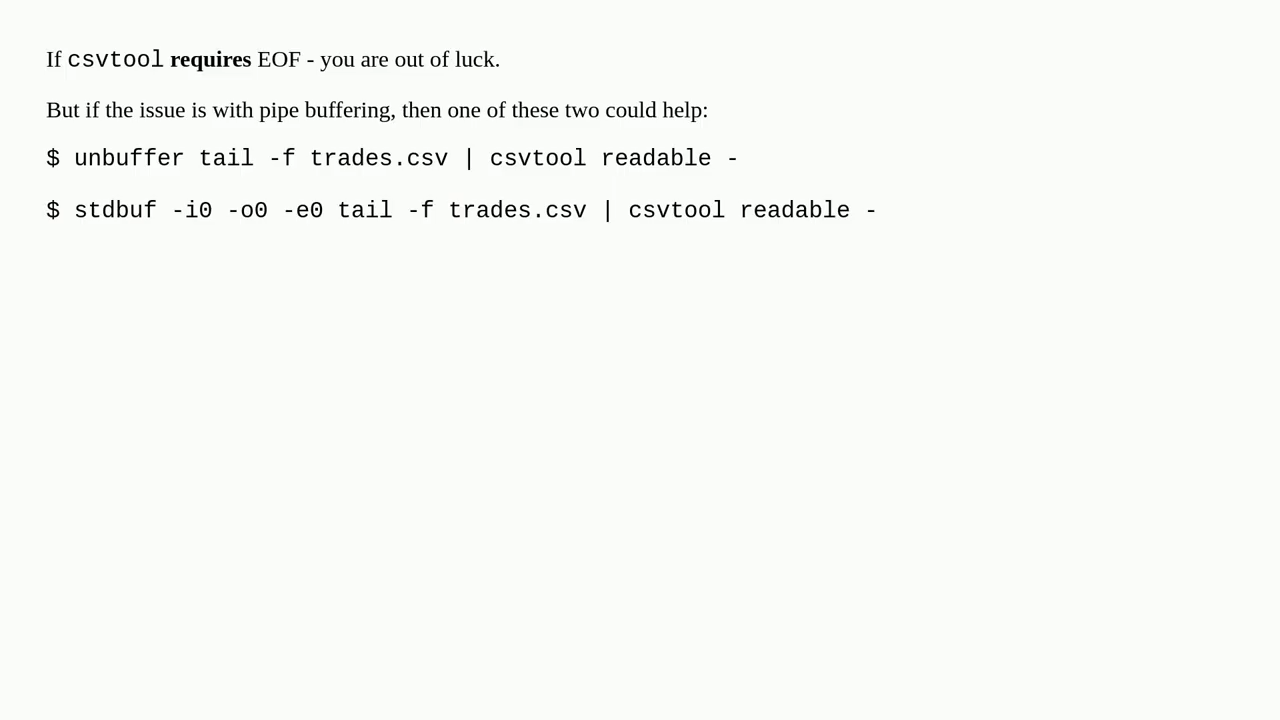 If csvtool requires EOF - you are out of luck.
But if the issue is with pipe buffering, then one of these two could help:
$ unbuffer tail -f trades.csv | csvtool readable -
$ stdbuf -i0 -o0 -e0 tail -f trades.csv | csvtool readable -